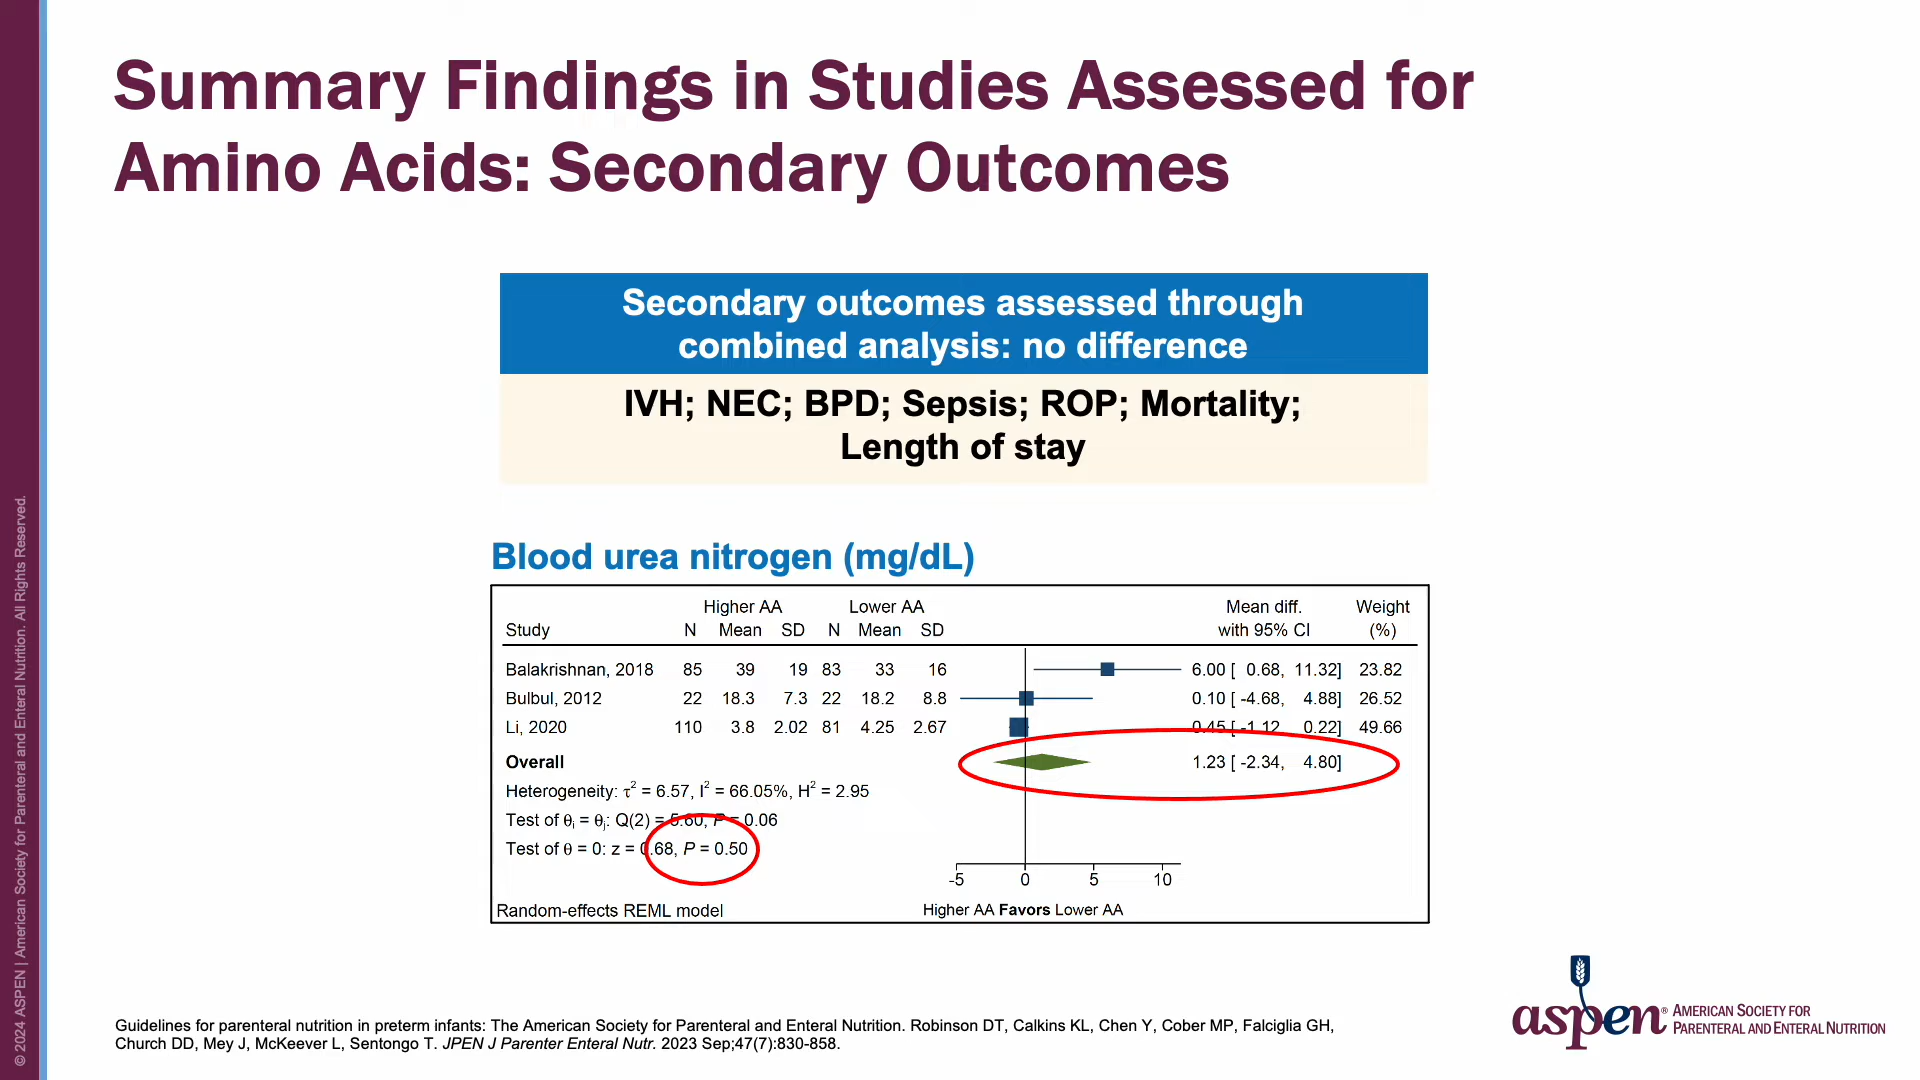 Summary Findings in Studies Assessed for
Amino Acids: Secondary Outcomes
Secondary outcomes assessed through
combined analysis: no difference
IVH; NEC; BPD; Sepsis; ROP; Mortality;
Length of stay
Blood urea nitrogen (mg/dL)
Higher AA Lower AA Mean diff. Weight
Study N Mean SD N Mean SD with 95% CI (%)
Balakrishnan, 2018 85 39 19 83 33 16 6.00 [ 0.68, 11.32] 23.82
Bulbul, 2012 22 18.3 7.3 22 18.2 8.8 0.10 [ -4.68, 4.88] 26.52
Li, 2020 110 3.8 2.02 81 4.25 2.67 0.45 [ -1.12, 0.22] 49.66
Overall 1.23 [ -2.34, 4.80]
Heterogeneity: τ² = 6.57, I² = 66.05%, H² = 2.95
Test of θi = θj: Q(2) = 5.60, P = 0.06
Test of θ = 0: z = 0.68, P = 0.50
-5 0 5 10
Random-effects REML model Higher AA Favors Lower AA
Guidelines for parenteral nutrition in preterm infants: The American Society for Parenteral and Enteral Nutrition. Robinson DT, Calkins KL, Chen Y, Cober MP, Falciglia GH,
Church DD, Mey J, McKeever L, Sentongo T. JPEN J Parenter Enteral Nutr. 2023 Sep;47(7):830-858.
aspen® AMERICAN SOCIETY FOR
PARENTERAL AND ENTERAL NUTRITION
© 2024 ASPEN | American Society for Parenteral and Enteral Nutrition. All Rights Reserved.